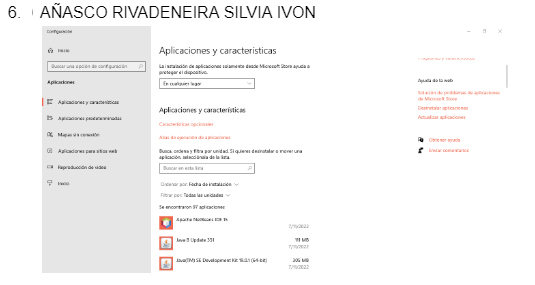 6. AÑASCO RIVADENEIRA SILVIA IVON
Configuración
Inicio
Buscar una opción de configuración
Aplicaciones
Aplicaciones y características
Aplicaciones predeterminadas
Mapas sin conexión
Aplicaciones para sitios web
Reproducción de vídeo
Inicio
Aplicaciones y características
La instalación de aplicaciones solamente desde Microsoft Store ayuda a
proteger el dispositivo.
En cualquier lugar
Aplicaciones y características
Características opcionales
Alias de ejecución de aplicaciones
Busca, ordena y filtra por unidad. Si quieres desinstalar o mover una
aplicación, selecciónala de la lista.
Buscar en esta lista
Ordenar por: Fecha de instalación
Filtrar por: Todas las unidades
Se encontraron 97 aplicaciones
Apache NetBeans IDE 15
7/11/2022
Java 8 Update 351
191 MB
7/11/2022
Java(TM) SE Development Kit 18.0.1 (64-bit)
305 MB
7/11/2022
Ayuda de la web
Solución de problemas de aplicaciones
de Microsoft Store
Desinstalar aplicaciones
Actualizar aplicaciones
Obtener ayuda
Enviar comentarios